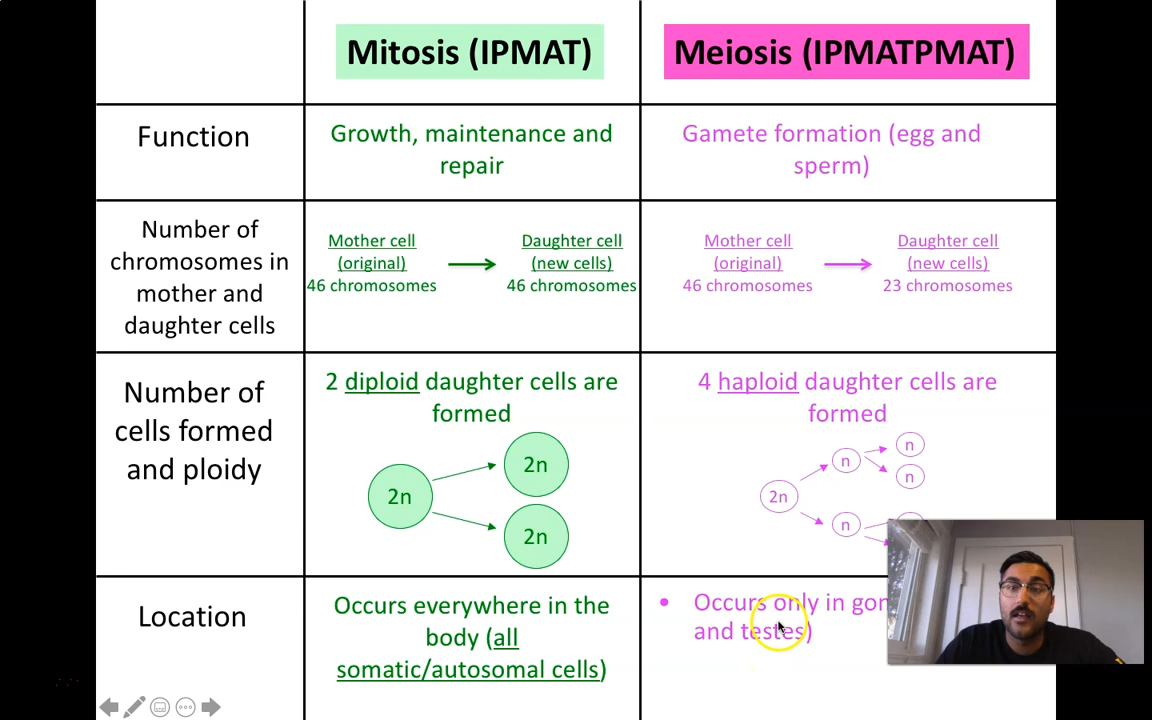 Mitosis (IPMAT)
Meiosis (IPMATPMAT)
Function
Growth, maintenance and
repair
Gamete formation (egg and
sperm)
Number of
chromosomes in
mother and
daughter cells
Mother cell
(original)
46 chromosomes
Daughter cell
(new cells)
46 chromosomes
Mother cell
(original)
46 chromosomes
Daughter cell
(new cells)
23 chromosomes
Number of
cells formed
and ploidy
2 diploid daughter cells are
formed
2n
2n
2n
4 haploid daughter cells are
formed
2n
n
n
n
n
Location
Occurs everywhere in the
body (all
somatic/autosomal cells)
• Occurs only in
and testes)